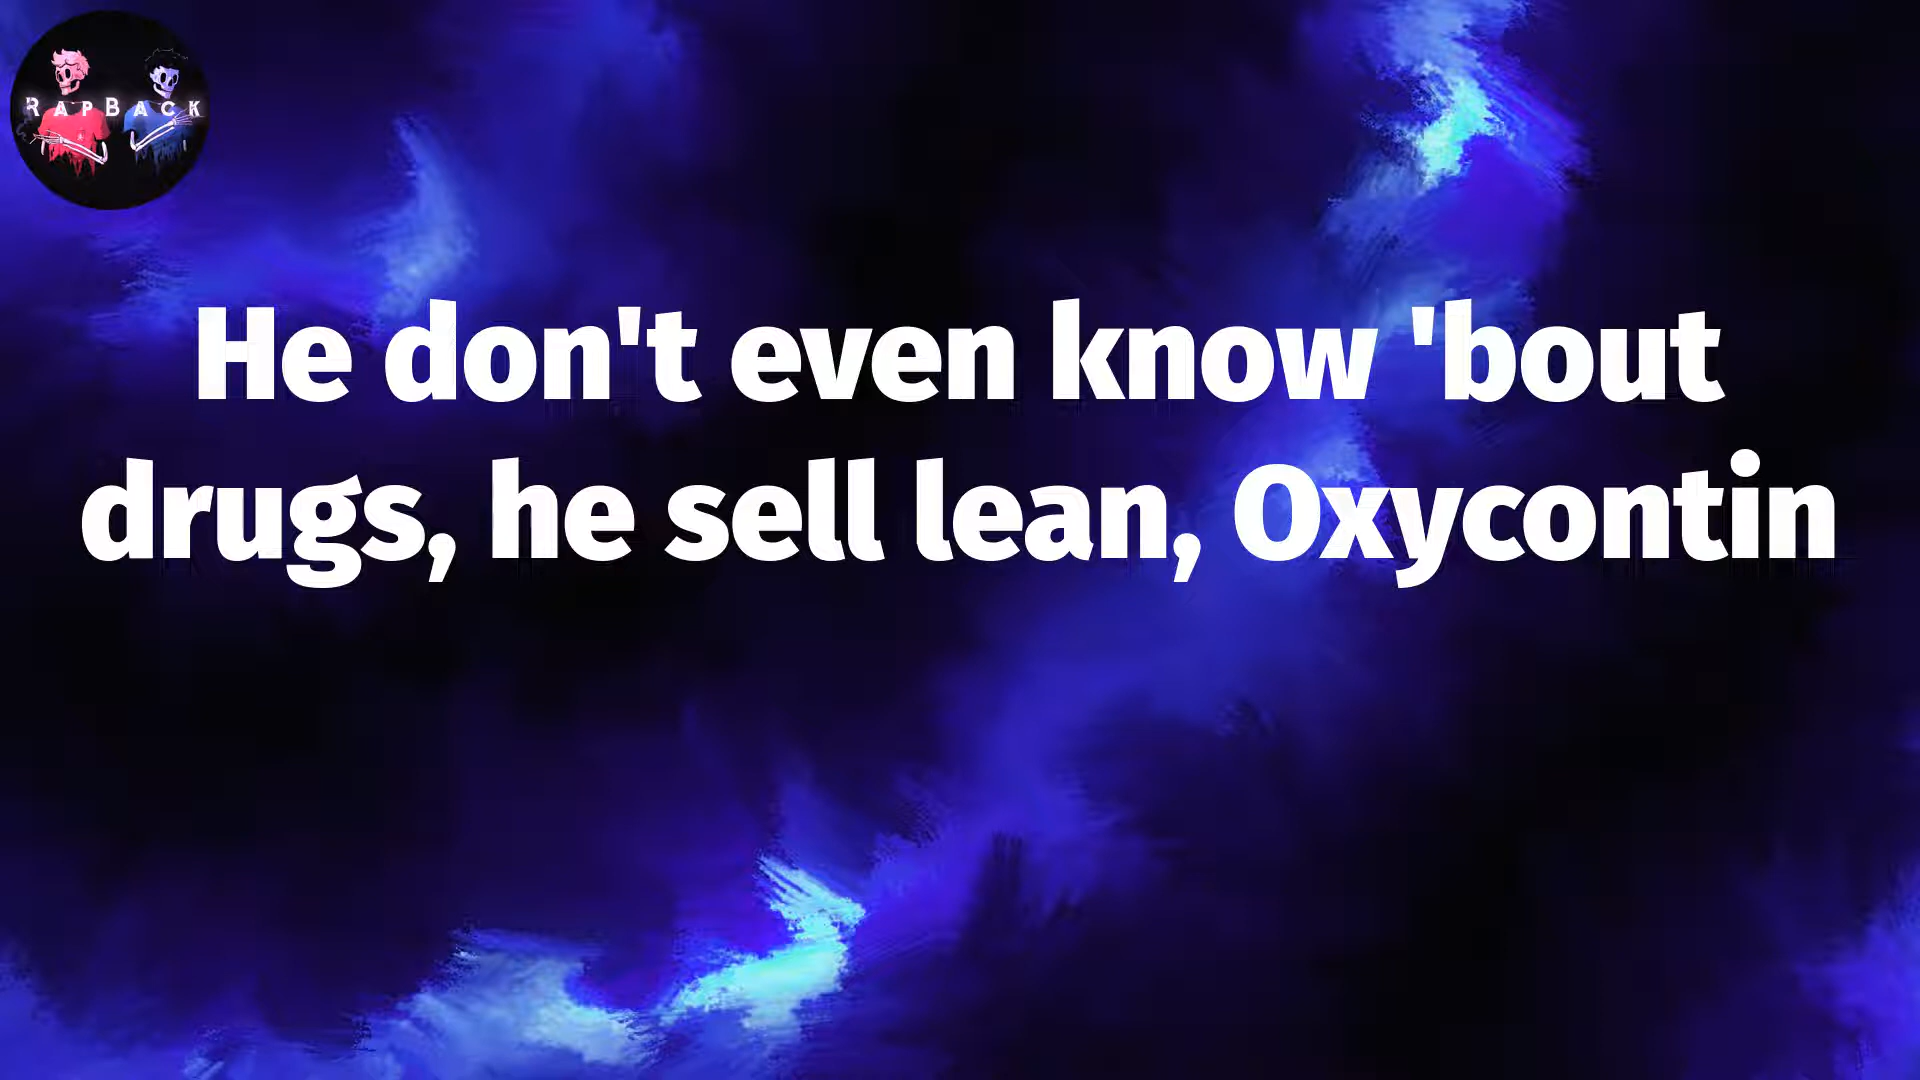 RAPBACK
He don't even know 'bout
drugs, he sell lean, Oxycontin